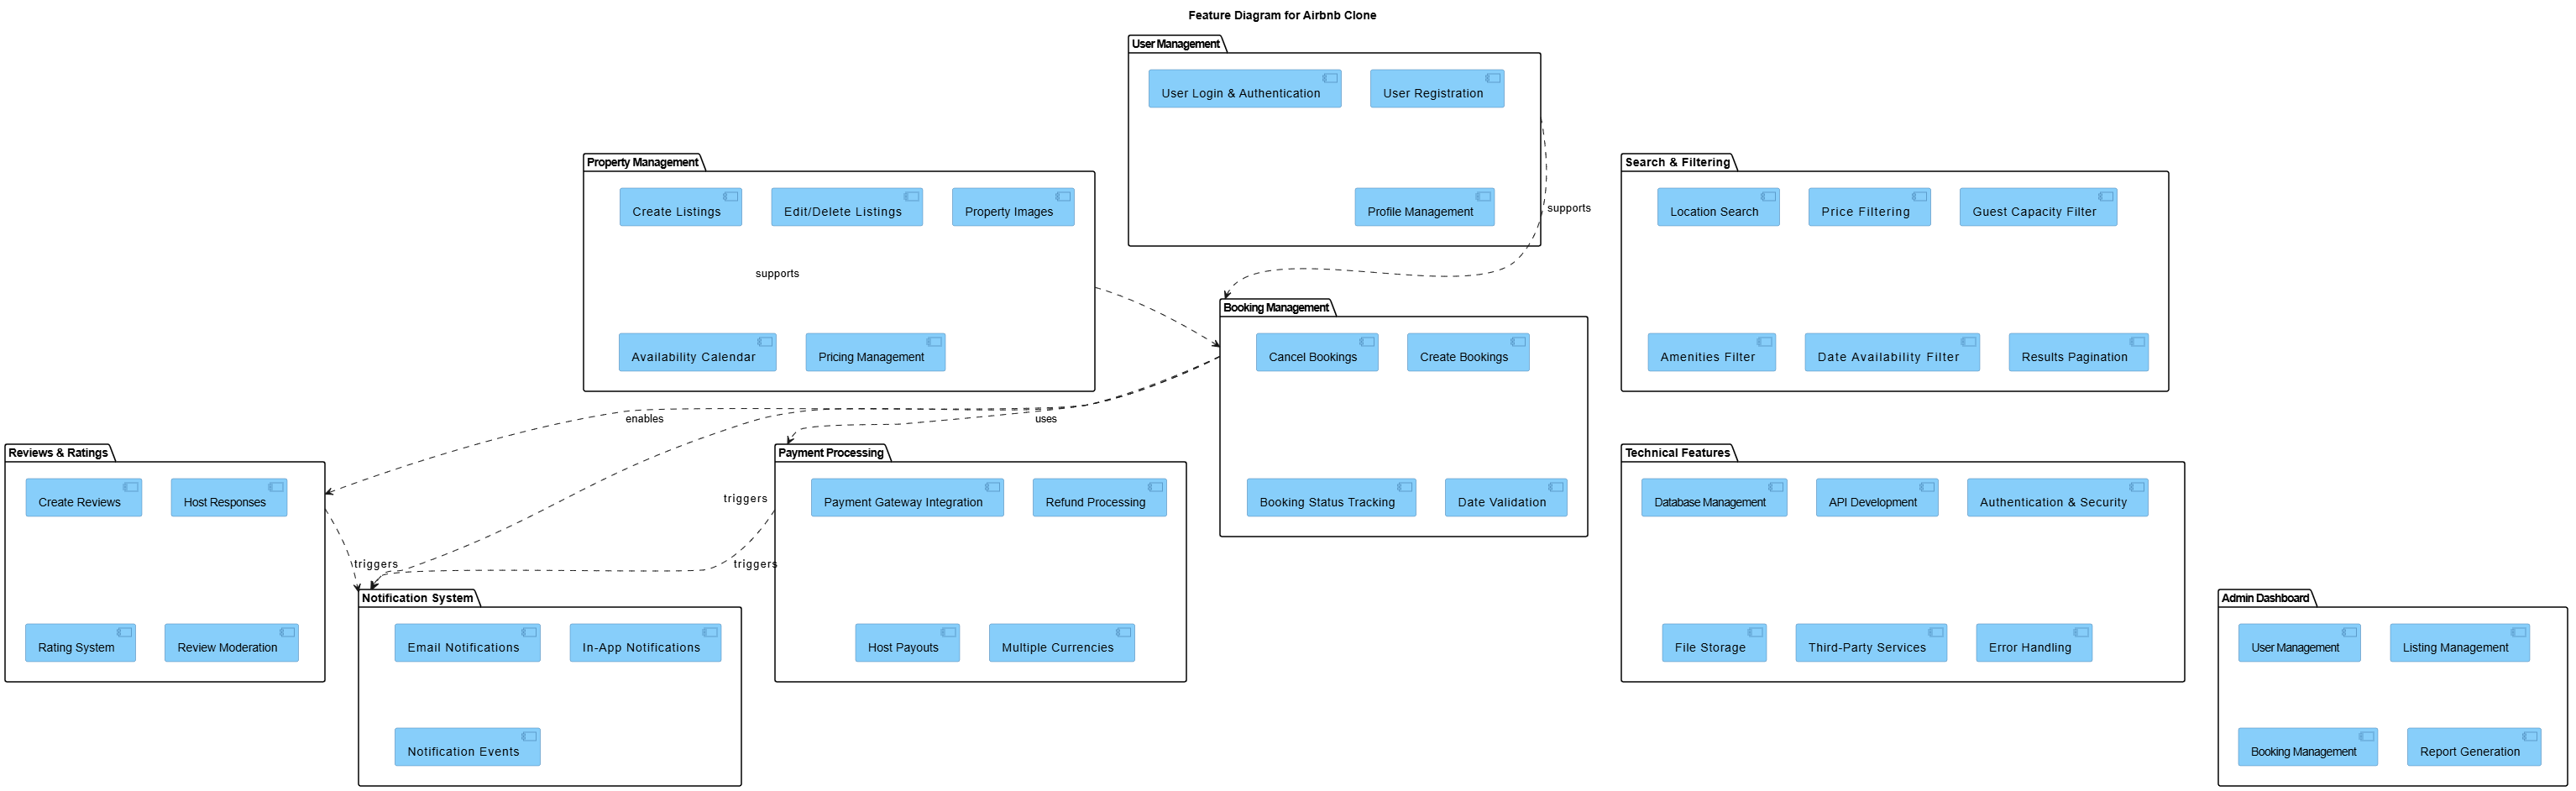 Feature Diagram for Airbnb Clone
User Management
User Login & Authentication
User Registration
Profile Management
supports
Property Management
Create Listings
Edit/Delete Listings
Property Images
supports
Availability Calendar
Pricing Management
Search & Filtering
Location Search
Price Filtering
Guest Capacity Filter
Amenities Filter
Date Availability Filter
Results Pagination
Booking Management
Cancel Bookings
Create Bookings
Booking Status Tracking
Date Validation
enables
uses
Reviews & Ratings
Create Reviews
Host Responses
Rating System
Review Moderation
triggers
triggers
triggers
Payment Processing
Payment Gateway Integration
Refund Processing
Host Payouts
Multiple Currencies
Technical Features
Database Management
API Development
Authentication & Security
File Storage
Third-Party Services
Error Handling
Notification System
Email Notifications
In-App Notifications
Notification Events
Admin Dashboard
User Management
Listing Management
Booking Management
Report Generation